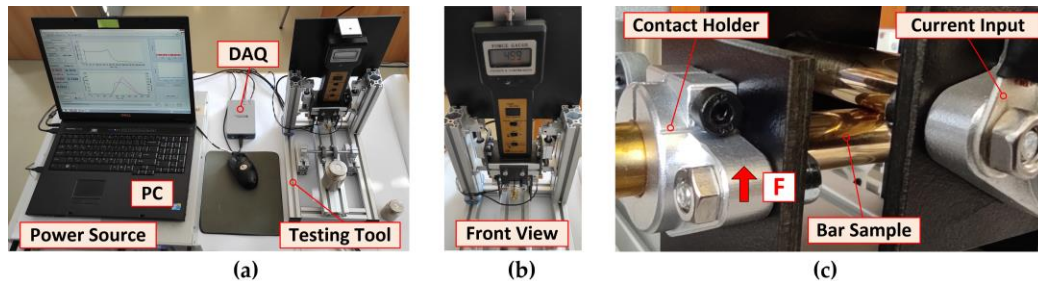 DAQ
PC
Power Source
Testing Tool
(a)
FORCE GAUGE
Front View
(b)
Contact Holder
Current Input
F
Bar Sample
(c)